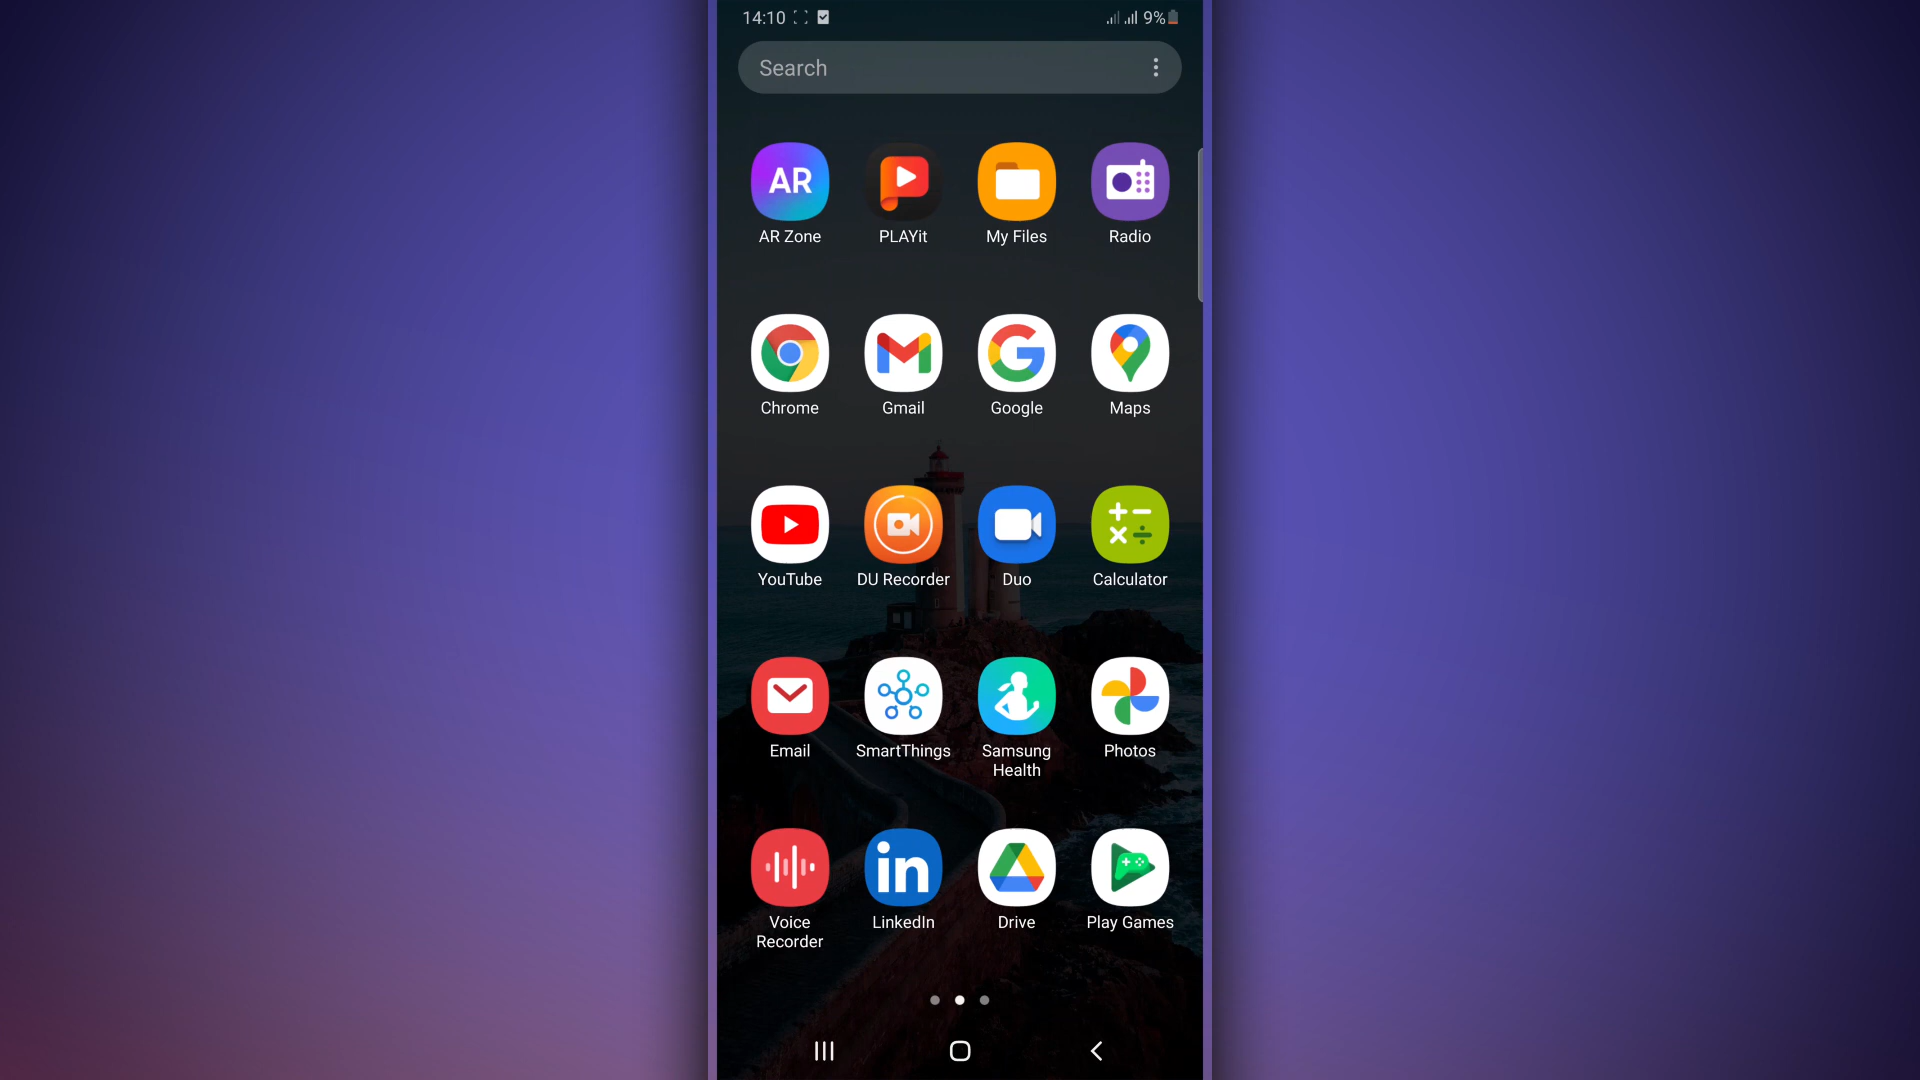 14:10 9%
Search
AR
AR Zone PLAYit My Files Radio
Chrome Gmail Google Maps
YouTube DU Recorder Duo Calculator
Email SmartThings Samsung Health Photos
in
Voice Recorder LinkedIn Drive Play Games